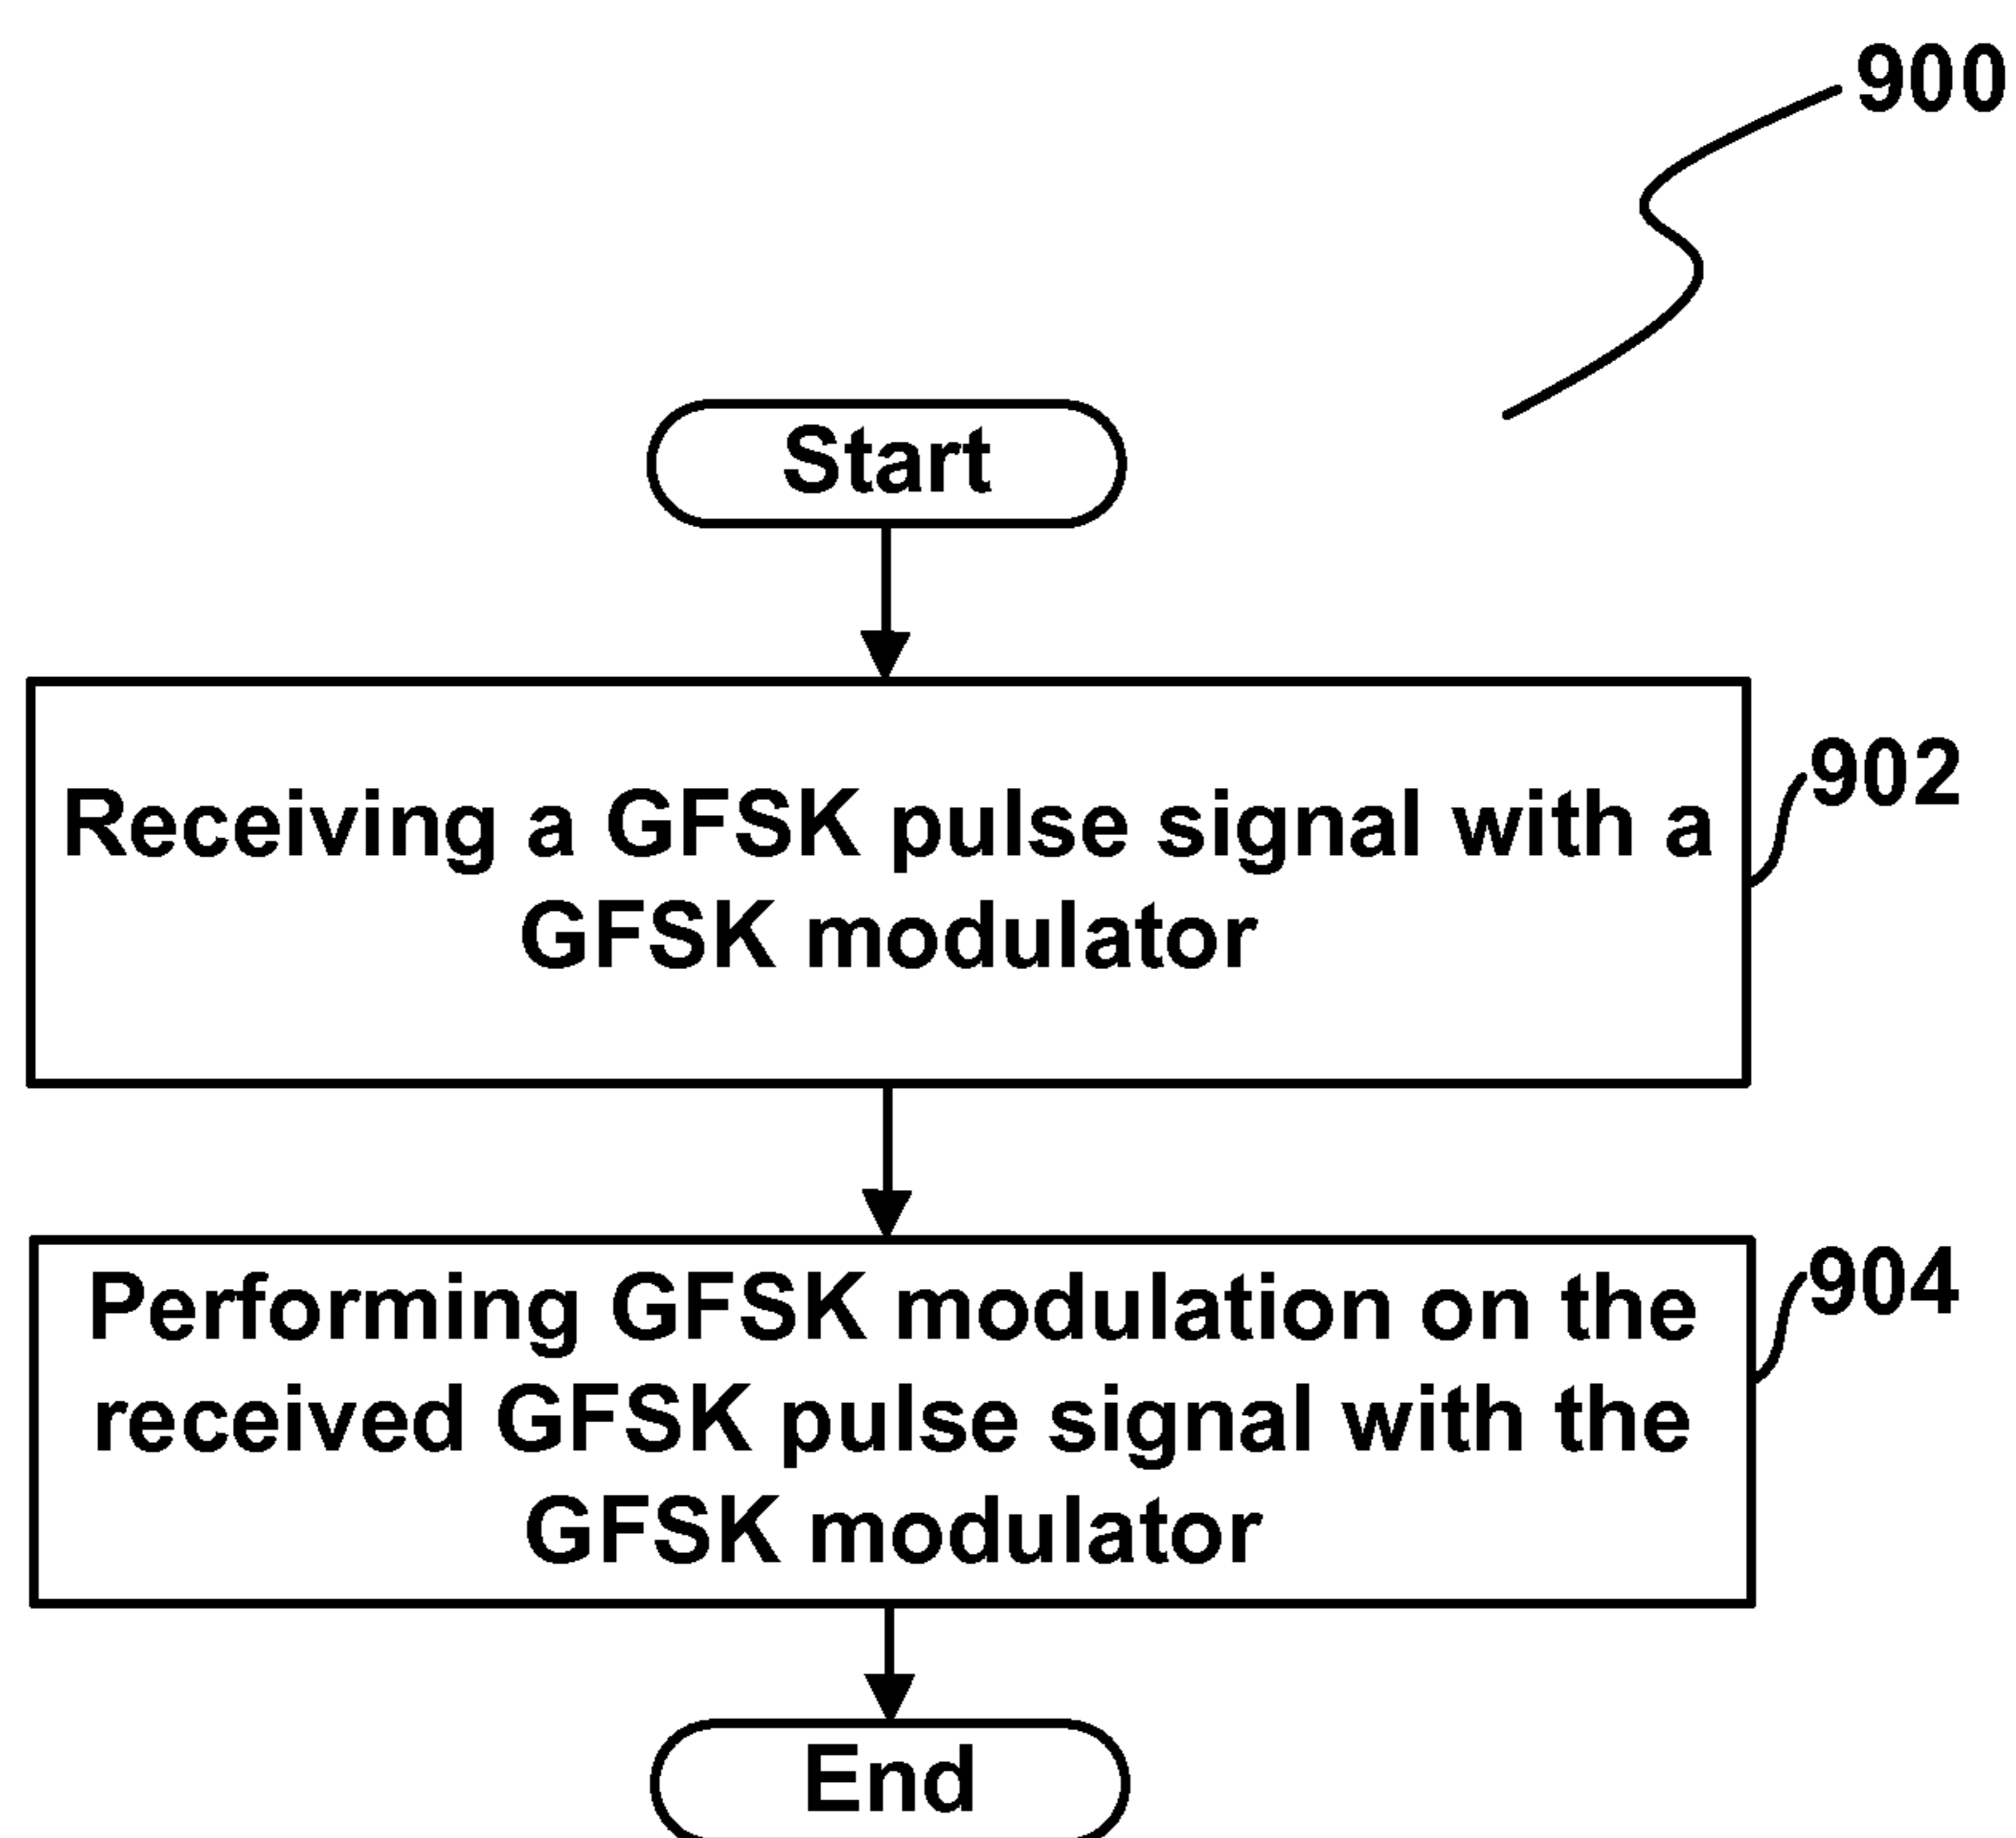 900
Start
Receiving a GFSK pulse signal with a
GFSK modulator
902
Performing GFSK modulation on the
received GFSK pulse signal with the
GFSK modulator
904
End